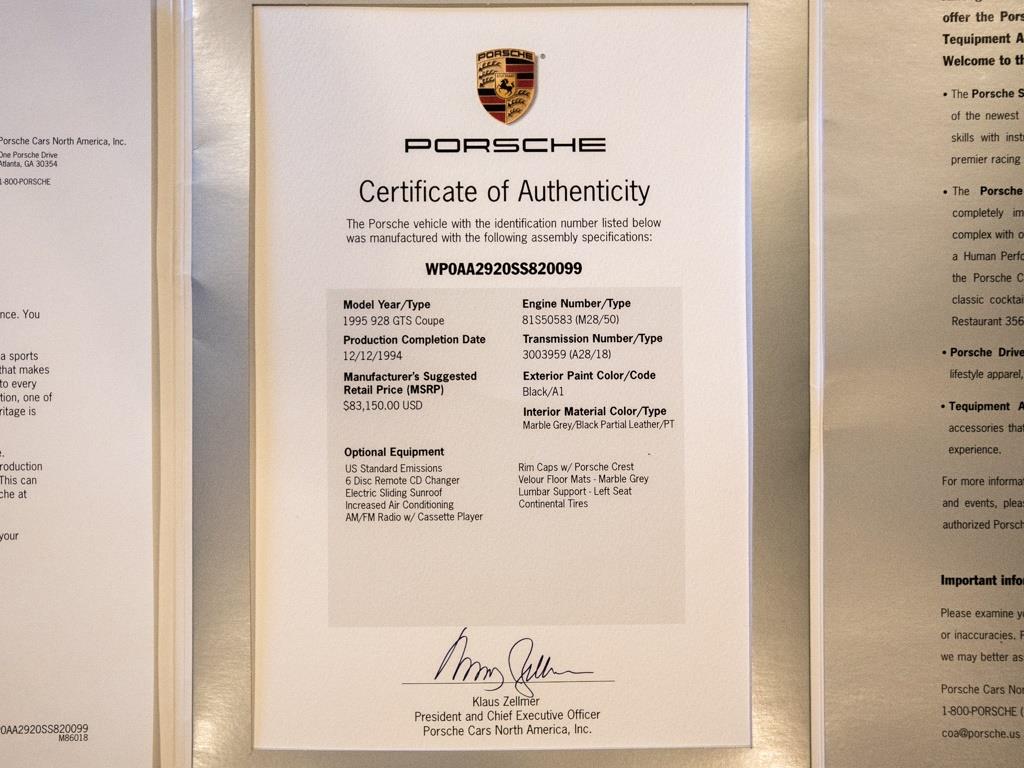 Porsche Cars North America, Inc.
One Porsche Drive
Atlanta, GA 30354
1-800-PORSCHE
nce. You
a sports
that makes
to every
tion, one of
ritage is
e.
roduction
This can
che at
your
0AA2920SS820099
M86018
PORSCHE
PORSCHE
Certificate of Authenticity
The Porsche vehicle with the identification number listed below
was manufactured with the following assembly specifications:
WP0AA2920SS820099
Model Year/Type
1995 928 GTS Coupe
Production Completion Date
12/12/1994
Manufacturer's Suggested
Retail Price (MSRP)
$83,150.00 USD
Engine Number/Type
81S50583 (M28/50)
Transmission Number/Type
3003959 (A28/18)
Exterior Paint Color/Code
Black/A1
Interior Material Color/Type
Marble Grey/Black Partial Leather/PT
Optional Equipment
US Standard Emissions
6 Disc Remote CD Changer
Electric Sliding Sunroof
Increased Air Conditioning
AM/FM Radio w/ Cassette Player
Rim Caps w/ Porsche Crest
Velour Floor Mats - Marble Grey
Lumbar Support - Left Seat
Continental Tires
Klaus Zellmer
President and Chief Executive Officer
Porsche Cars North America, Inc.
offer the Pors
Tequipment A
Welcome to th
• The Porsche S
of the newest
skills with inst
premier racing
• The Porsche
completely im
complex with o
a Human Perfo
the Porsche C
classic cocktai
Restaurant 356
• Porsche Drive
lifestyle apparel,
• Tequipment A
accessories that
experience.
For more informat
and events, pleas
authorized Porsch
Important infor
Please examine yo
or inaccuracies. P
we may better ass
Porsche Cars Nor
1-800-PORSCHE (
coa@porsche.us